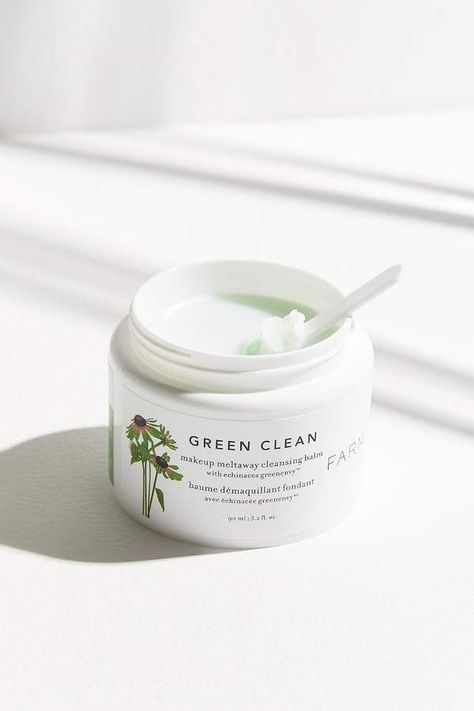 GREEN CLEAN
makeup meltaway cleansing balm
with echinacea greenenvy™
baume démaquillant fondant
avec échinacée greenenvy™
90 ml | 3.2 fl. oz
FARM